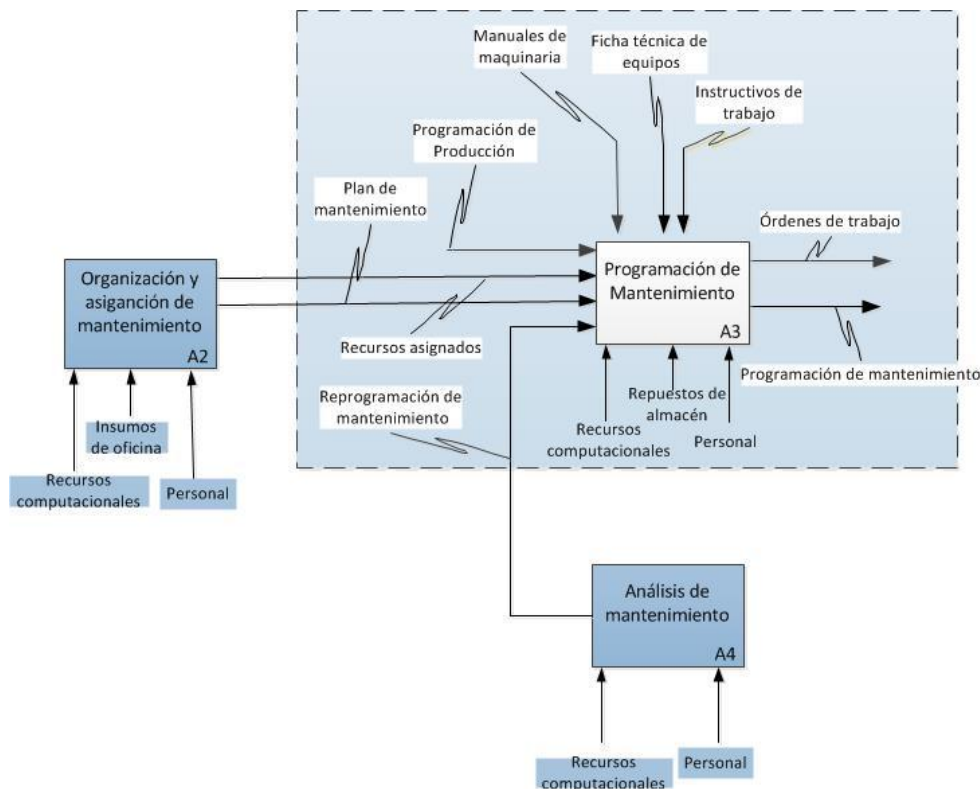 Manuales de
maquinaria
Ficha técnica de
equipos
Instructivos de
trabajo
Programación de
Producción
Plan de
mantenimiento
Órdenes de trabajo
Organización y
asiganción de
mantenimiento
A2
Programación de
Mantenimiento
A3
Recursos asignados
Programación de mantenimiento
Reprogramación de
mantenimiento
Repuestos de
almacén
Recursos
computacionales
Personal
Insumos
de oficina
Recursos
computacionales
Personal
Análisis de
mantenimiento
A4
Recursos
computacionales
Personal